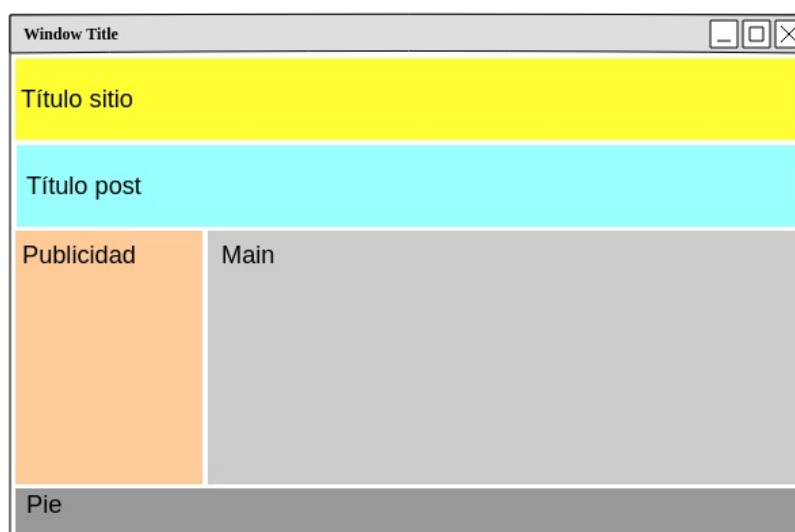 Window Title
Título sitio
Título post
Publicidad
Main
Pie